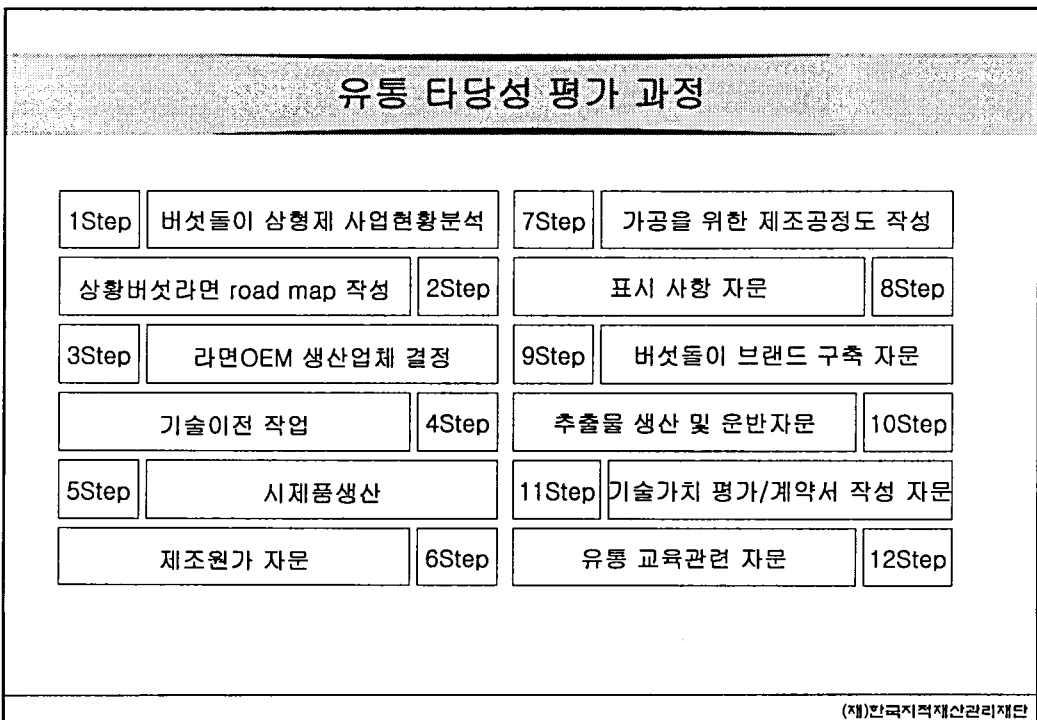 유통 타당성 평가 과정
1Step 버섯돌이 삼형제 사업현황분석
상황버섯라면 road map 작성 2Step
3Step 라면OEM 생산업체 결정
기술이전 작업 4Step
5Step 시제품생산
제조원가 자문 6Step
7Step 가공을 위한 제조공정도 작성
표시 사항 자문 8Step
9Step 버섯돌이 브랜드 구축 자문
추출물 생산 및 운반자문 10Step
11Step 기술가치 평가/계약서 작성 자문
유통 교육관련 자문 12Step
(재)한국지적재산관리재단